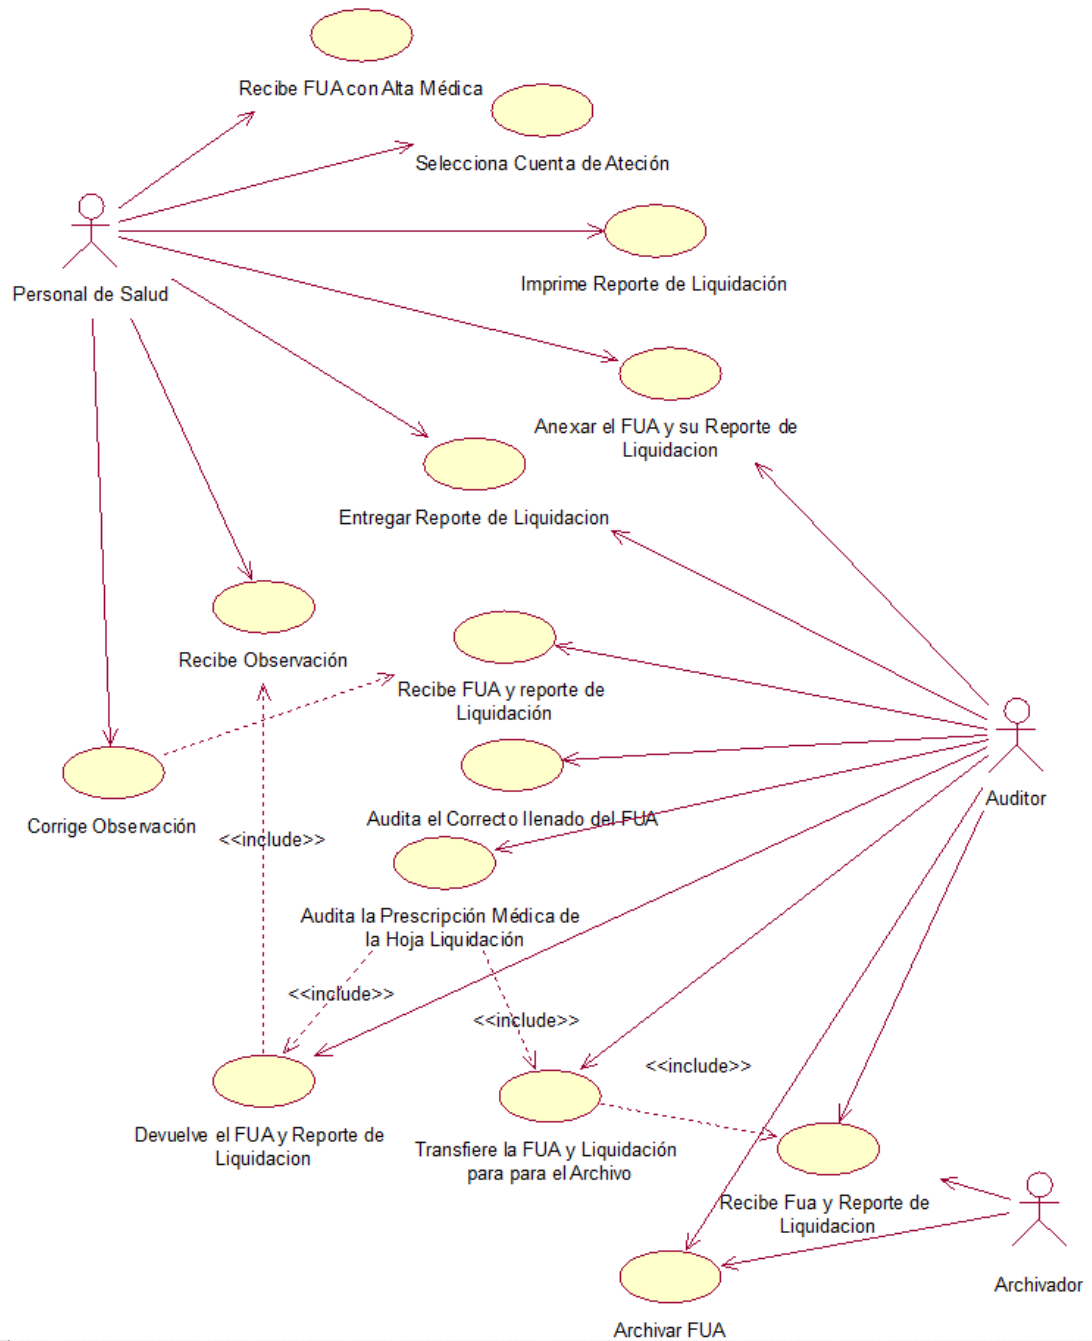 Recibe FUA con Alta Médica
Selecciona Cuenta de Ateción
Imprime Reporte de Liquidación
Personal de Salud
Anexar el FUA y su Reporte de
Liquidacion
Entregar Reporte de Liquidacion
Recibe Observación
Recibe FUA y reporte de
Liquidación
Auditor
Corrige Observación
Audita el Correcto llenado del FUA
<<include>>
Audita la Prescripción Médica de
la Hoja Liquidación
<<include>>
<<include>>
<<include>>
Devuelve el FUA y Reporte de
Liquidacion
Transfiere la FUA y Liquidación
para para el Archivo
Recibe Fua y Reporte de
Liquidacion
Archivador
Archivar FUA